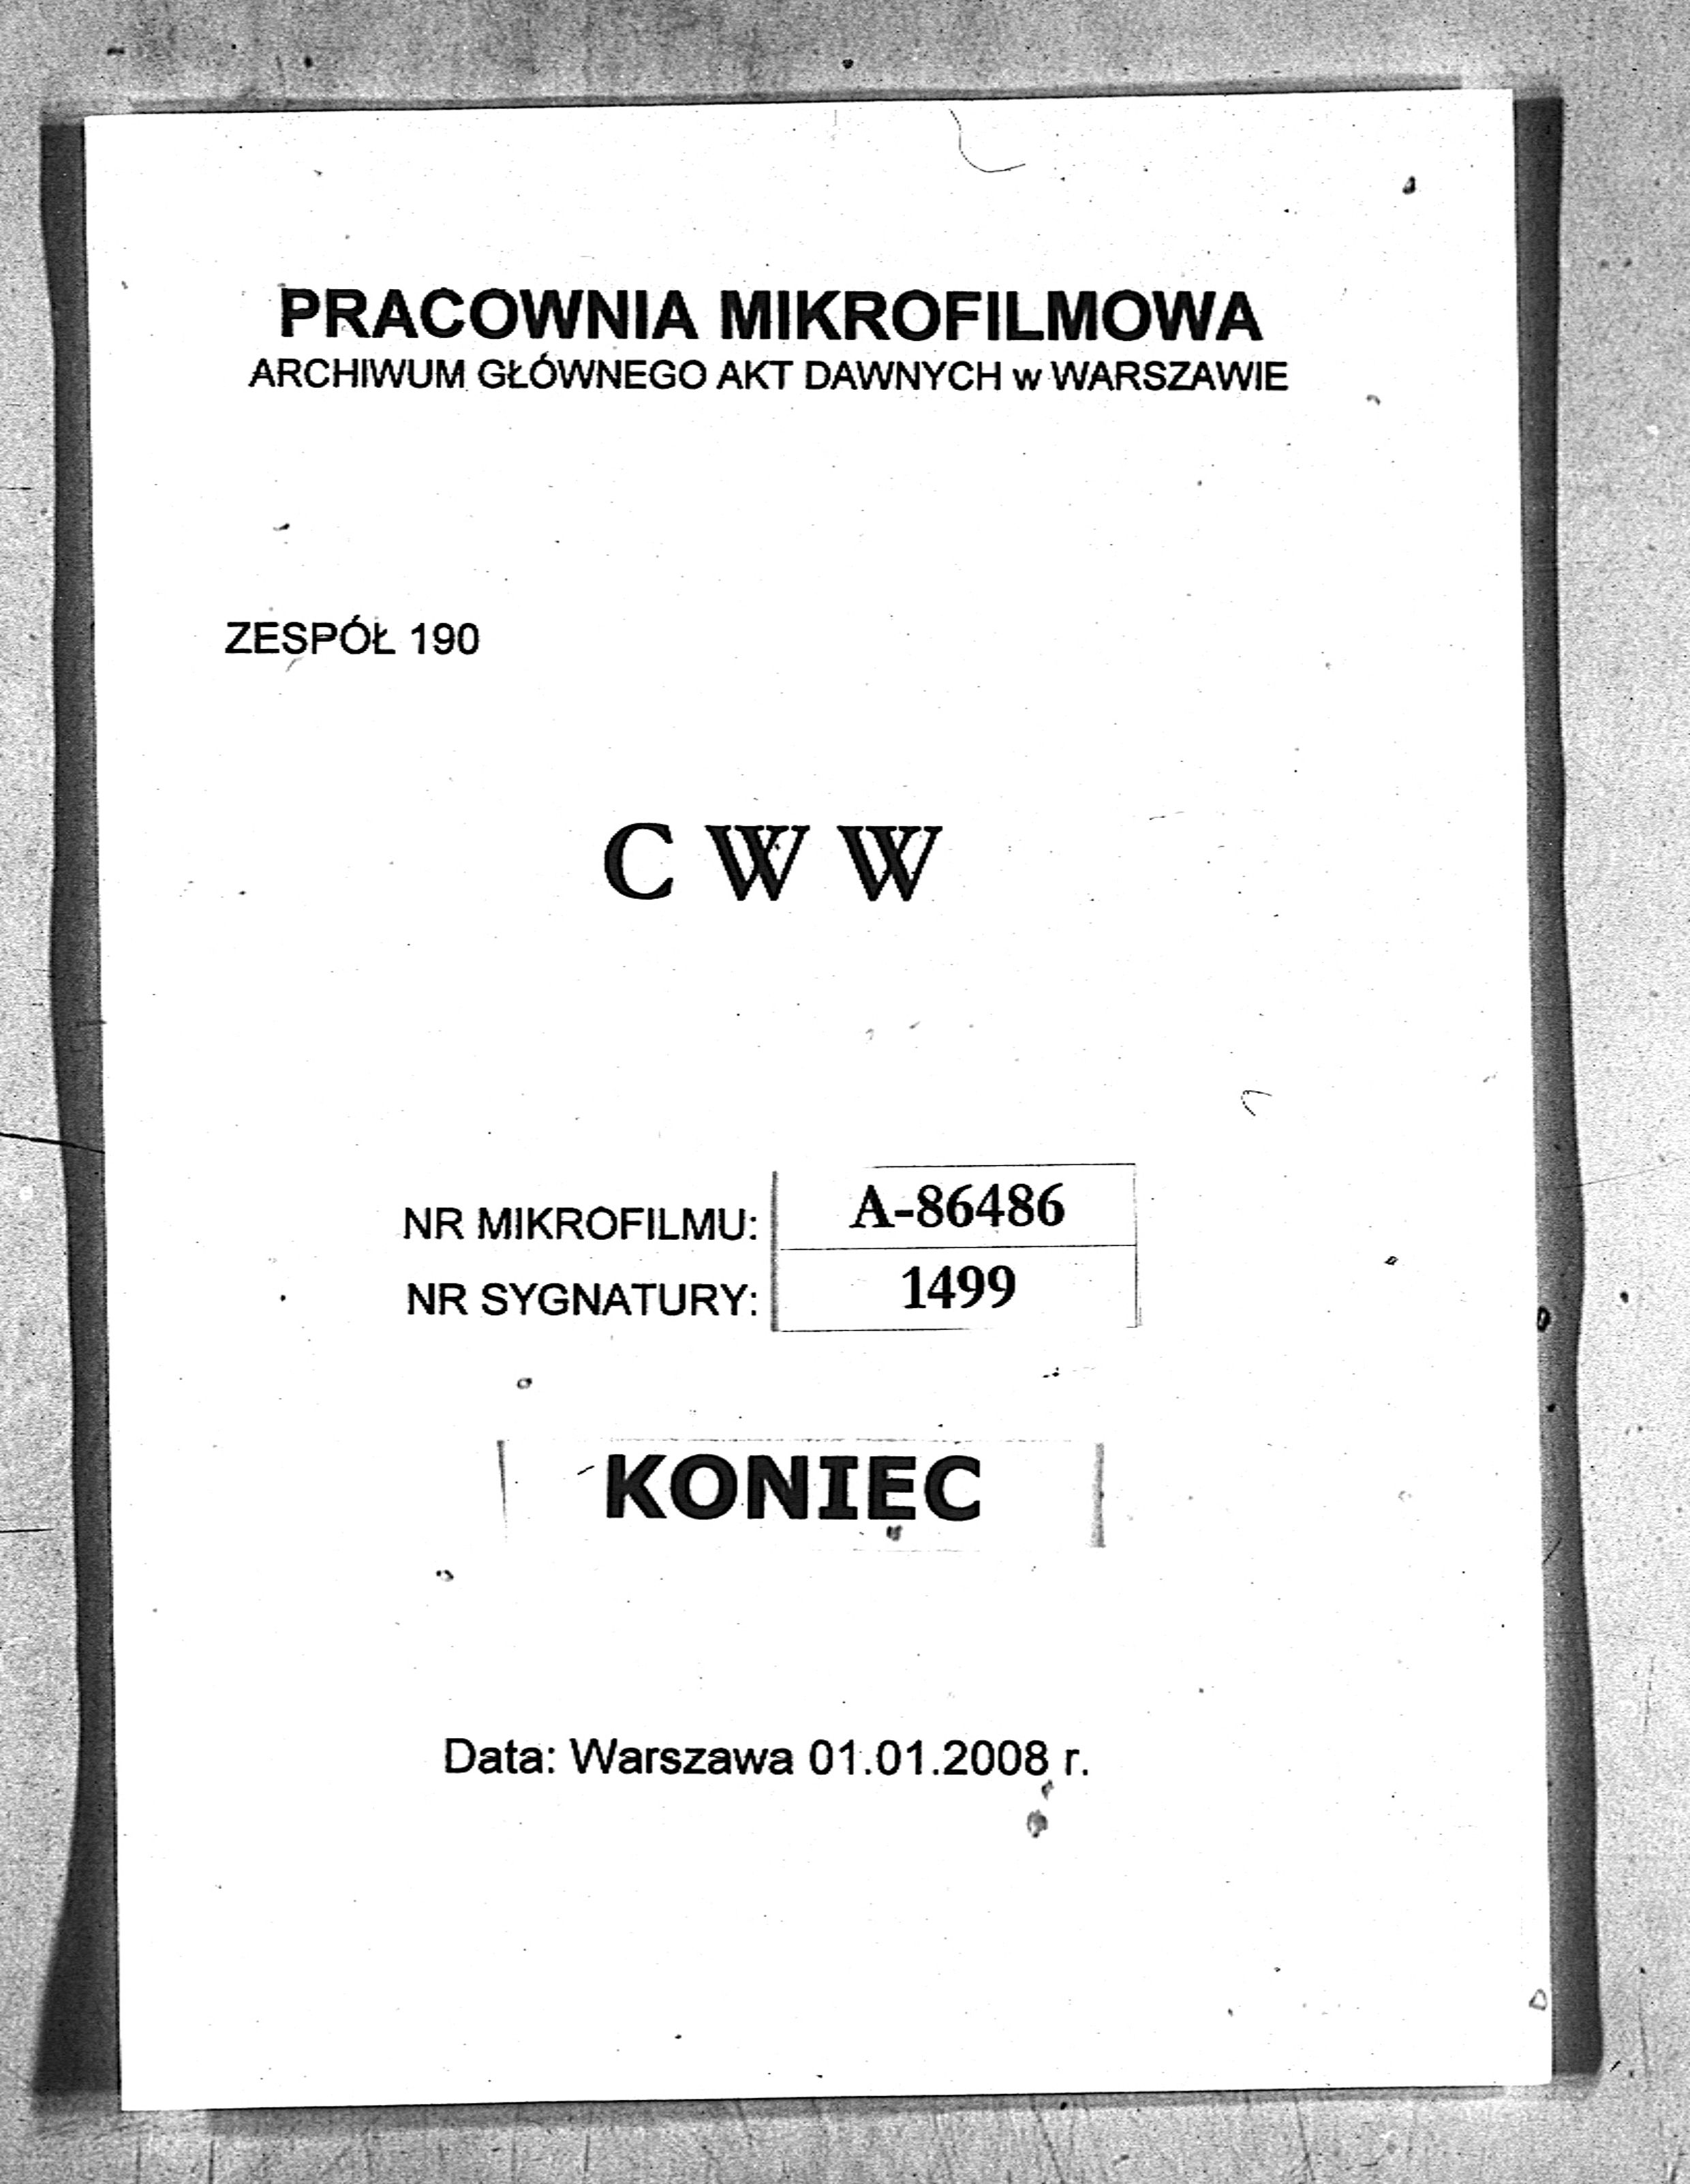 PRACOWNIA MIKROFILMOWA
ARCHIWUM GŁÓWNEGO AKT DAWNYCH w WARSZAWIE
ZESPÓŁ 190
C W W
NR MIKROFILMU: A-86486
NR SYGNATURY: 1499
KONIEC
Data: Warszawa 01.01.2008 r.